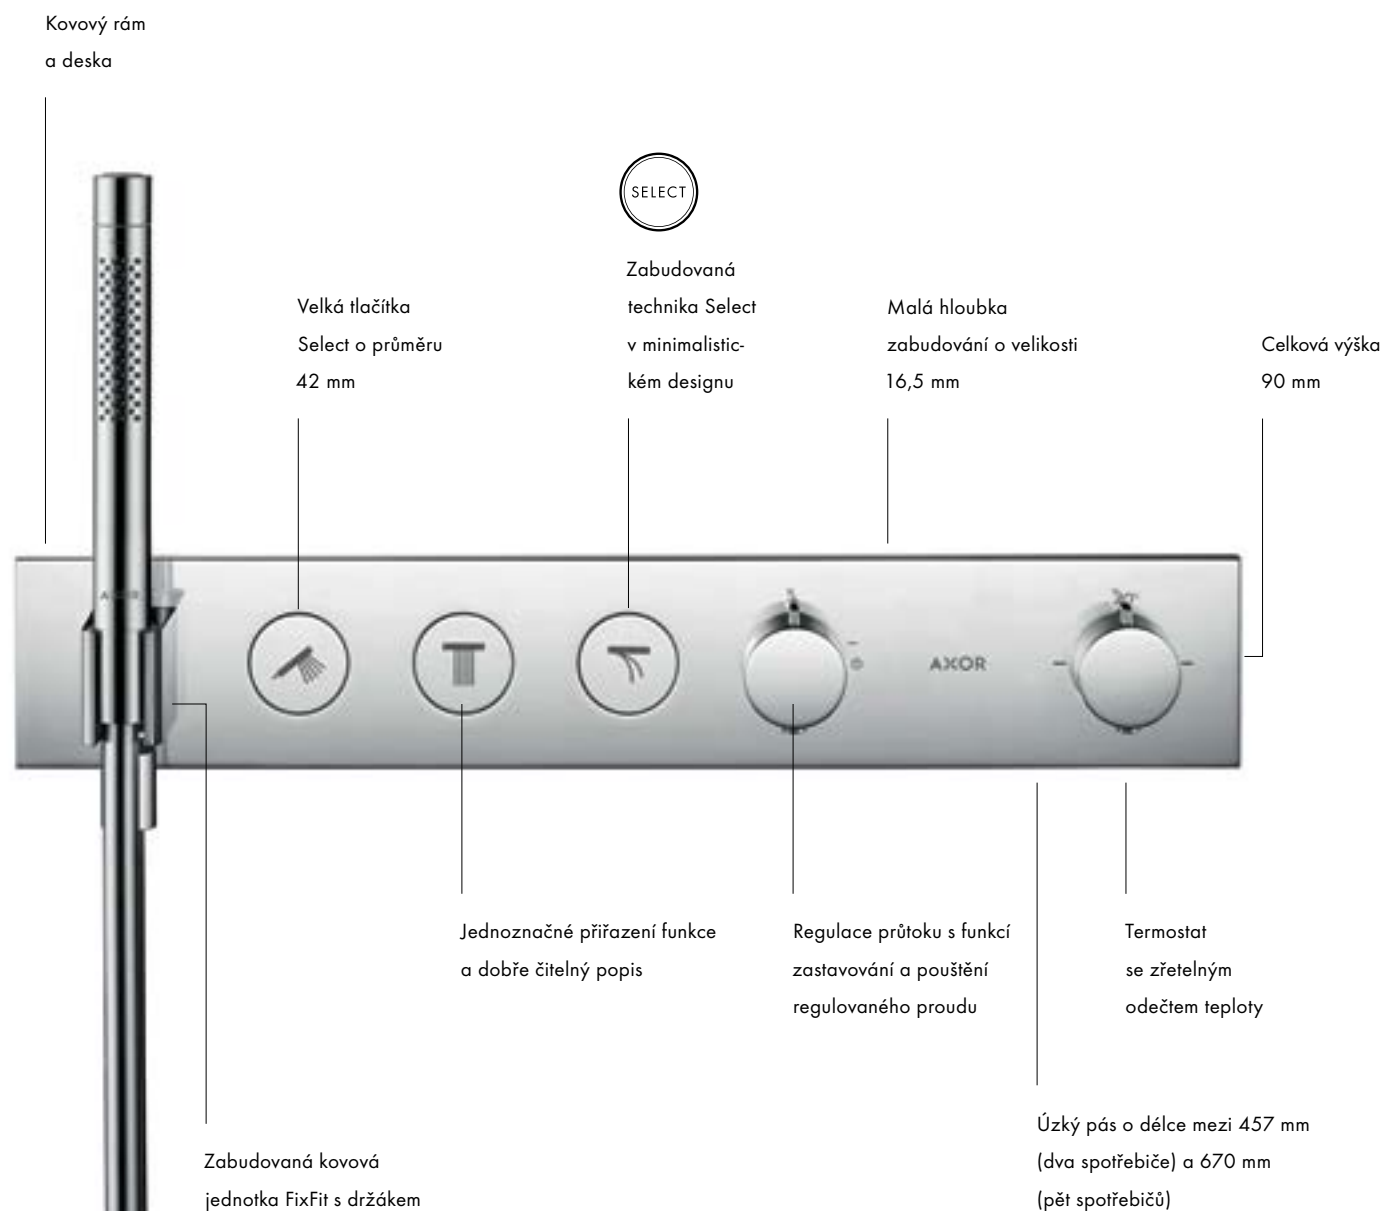 Kovový rám
a deska
SELECT
Velká tlačítka
Select o průměru
42 mm
Zabudovaná
technika Select
v minimalistic-
kém designu
Malá hloubka
zabudování o velikosti
16,5 mm
Celková výška
90 mm
AXOR
AXOR
Jednoznačné přiřazení funkce
a dobře čitelný popis
Regulace průtoku s funkcí
zastavování a pouštění
regulovaného proudu
Termostat
se zřetelným
odečtem teploty
Zabudovaná kovová
jednotka FixFit s držákem
Úzký pás o délce mezi 457 mm
(dva spotřebiče) a 670 mm
(pět spotřebičů)